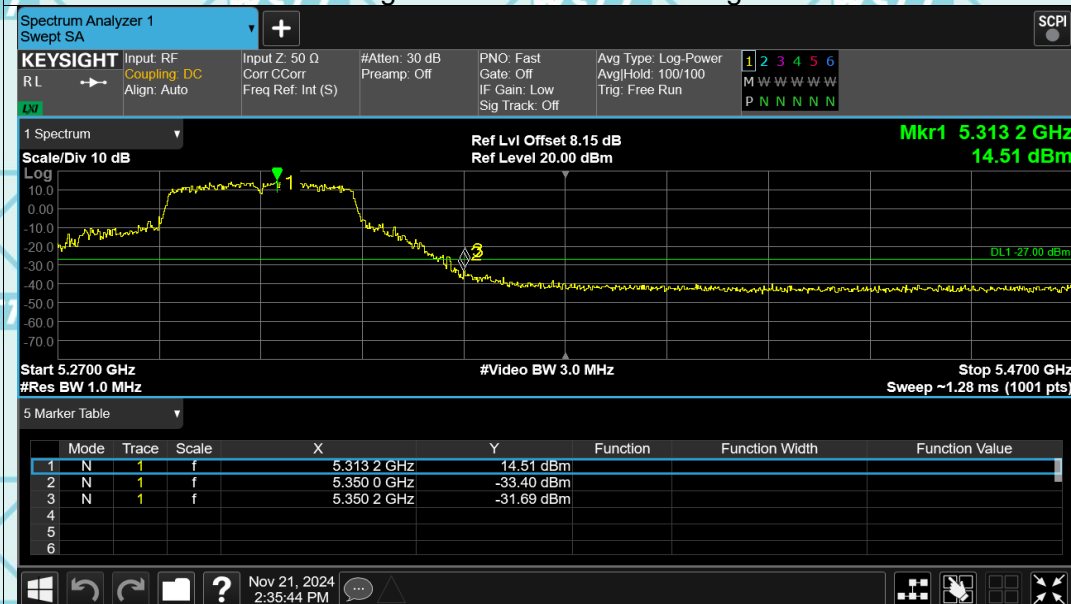 Spectrum Analyzer 1
Swept SA
+
SCPI
KEYSIGHT
R L
LXI
Input: RF
Coupling: DC
Align: Auto
Input Z: 50 Ω
Corr CCorr
Freq Ref: Int (S)
#Atten: 30 dB
Preamp: Off
PNO: Fast
Gate: Off
IF Gain: Low
Sig Track: Off
Avg Type: Log-Power
Avg|Hold: 100/100
Trig: Free Run
1 2 3 4 5 6
M W W W W W
P N N N N N
1 Spectrum
Scale/Div 10 dB
Ref Lvl Offset 8.15 dB
Ref Level 20.00 dBm
Mkr1 5.313 2 GHz
14.51 dBm
Log
10.0
0.00
-10.0
-20.0
-30.0
-40.0
-50.0
-60.0
-70.0
1
DL1 -27.00 dBm
Start 5.2700 GHz
#Video BW 3.0 MHz
Stop 5.4700 GHz
#Res BW 1.0 MHz
Sweep ~1.28 ms (1001 pts)
5 Marker Table
Mode Trace Scale X Y Function Function Width Function Value
1 N 1 f 5.313 2 GHz 14.51 dBm
2 N 1 f 5.350 0 GHz -33.40 dBm
3 N 1 f 5.350 2 GHz -31.69 dBm
4
5
6
?
Nov 21, 2024
2:35:44 PM